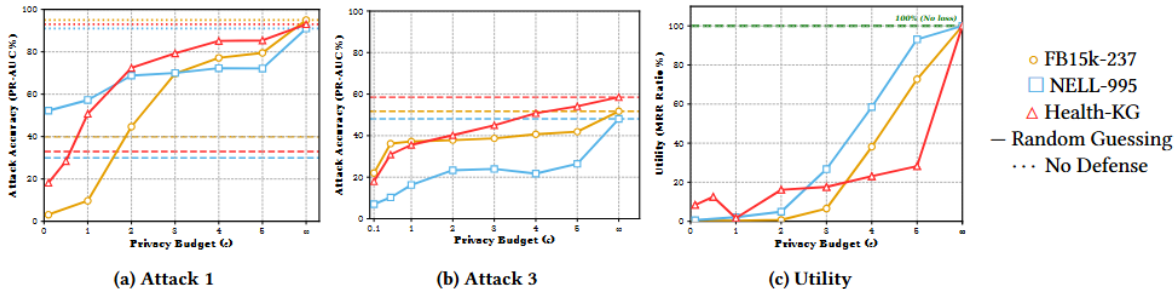 100
80
60
40
20
0
Attack Accuracy (PR-AUC%)
0 1 2 3 4 5 ∞
Privacy Budget (ε)
(a) Attack 1
100
80
60
40
20
0
Attack Accuracy (PR-AUC%)
0.1 1 2 3 4 5 ∞
Privacy Budget (ε)
(b) Attack 3
100% (No loss)
100
80
60
40
20
0
Utility (MRR Ratio %)
0 1 2 3 4 5 ∞
Privacy Budget (ε)
(c) Utility
FB15k-237
NELL-995
Health-KG
Random Guessing
No Defense